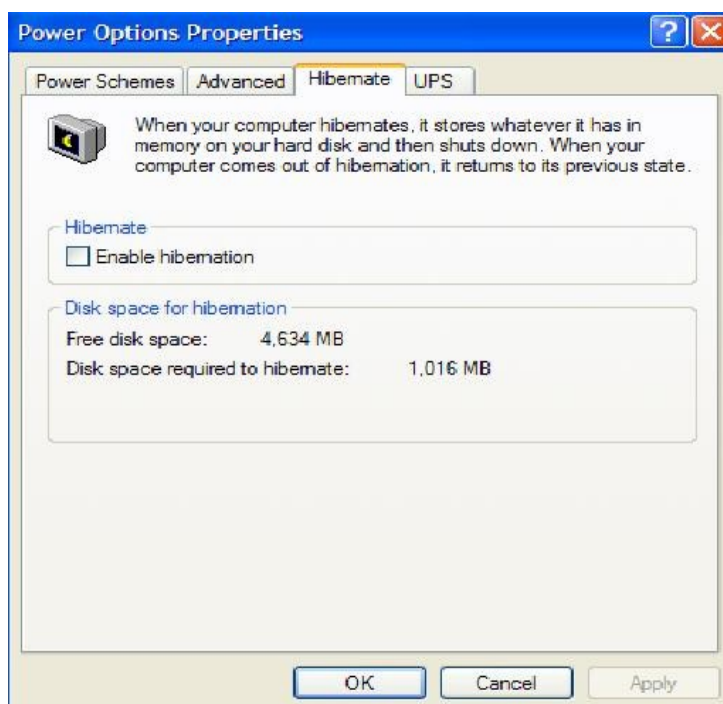 Power Options Properties
Power Schemes Advanced Hibernate UPS
When your computer hibernates, it stores whatever it has in
memory on your hard disk and then shuts down. When your
computer comes out of hibernation, it returns to its previous state.
Hibernate
Enable hibernation
Disk space for hibernation
Free disk space: 4,634 MB
Disk space required to hibernate: 1,016 MB
OK Cancel Apply